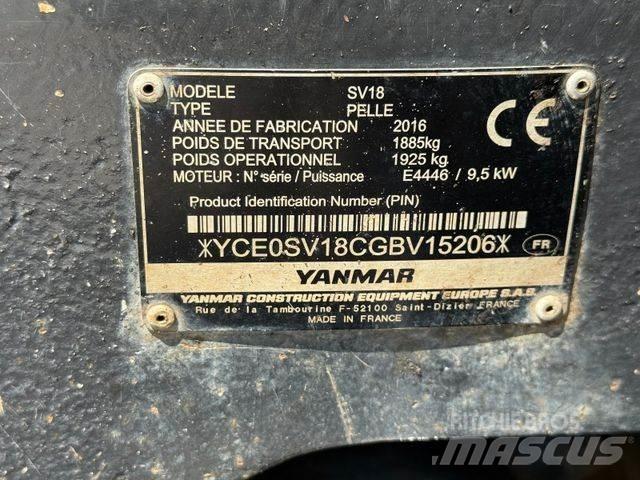 MODELE SV18
TYPE PELLE
ANNEE DE FABRICATION 2016
POIDS DE TRANSPORT 1885kg
POIDS OPERATIONNEL 1925 kg
MOTEUR : N° série / Puissance E4446 / 9,5 kW
CE
Product Identification Number (PIN)
*YCE0SV18CGBV15206*
FR
YANMAR
YANMAR CONSTRUCTION EQUIPMENT EUROPE S.A.S.
Rue de la Tambourine F-52100 Saint-Dizier FRANCE
MADE IN FRANCE
RITCHIE BROS
MASCUS